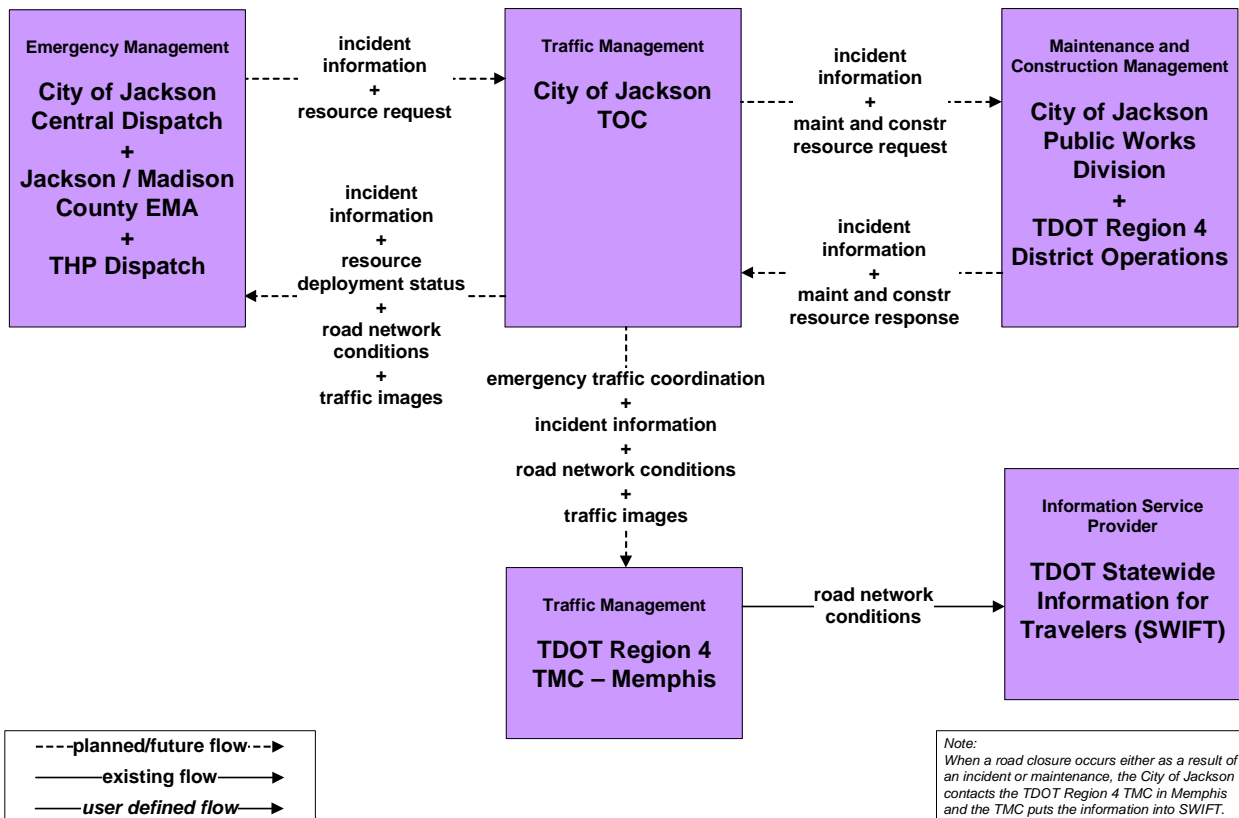 Emergency Management
City of Jackson
Central Dispatch
+
Jackson / Madison
County EMA
+
THP Dispatch
incident
information
+
resource request
incident
information
+
resource
deployment status
+
road network
conditions
+
traffic images
Traffic Management
City of Jackson
TOC
incident
information
+
maint and constr
resource request
incident
information
+
maint and constr
resource response
Maintenance and
Construction Management
City of Jackson
Public Works
Division
+
TDOT Region 4
District Operations
emergency traffic coordination
+
incident information
+
road network conditions
+
traffic images
Traffic Management
TDOT Region 4
TMC – Memphis
road network
conditions
Information Service
Provider
TDOT Statewide
Information for
Travelers (SWIFT)
planned/future flow
existing flow
user defined flow
Note:
When a road closure occurs either as a result of
an incident or maintenance, the City of Jackson
contacts the TDOT Region 4 TMC in Memphis
and the TMC puts the information into SWIFT.